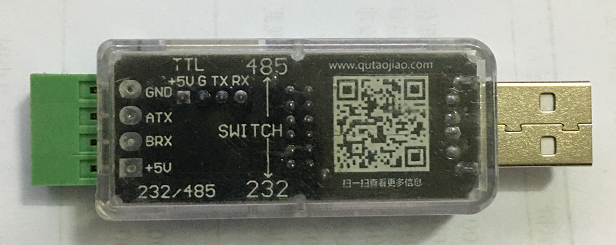 TTL
+5V G TX RX
485
www.qutaojiao.com
GND
ATX
SWITCH
BRX
+5V
232/485
232
扫一扫查看更多信息